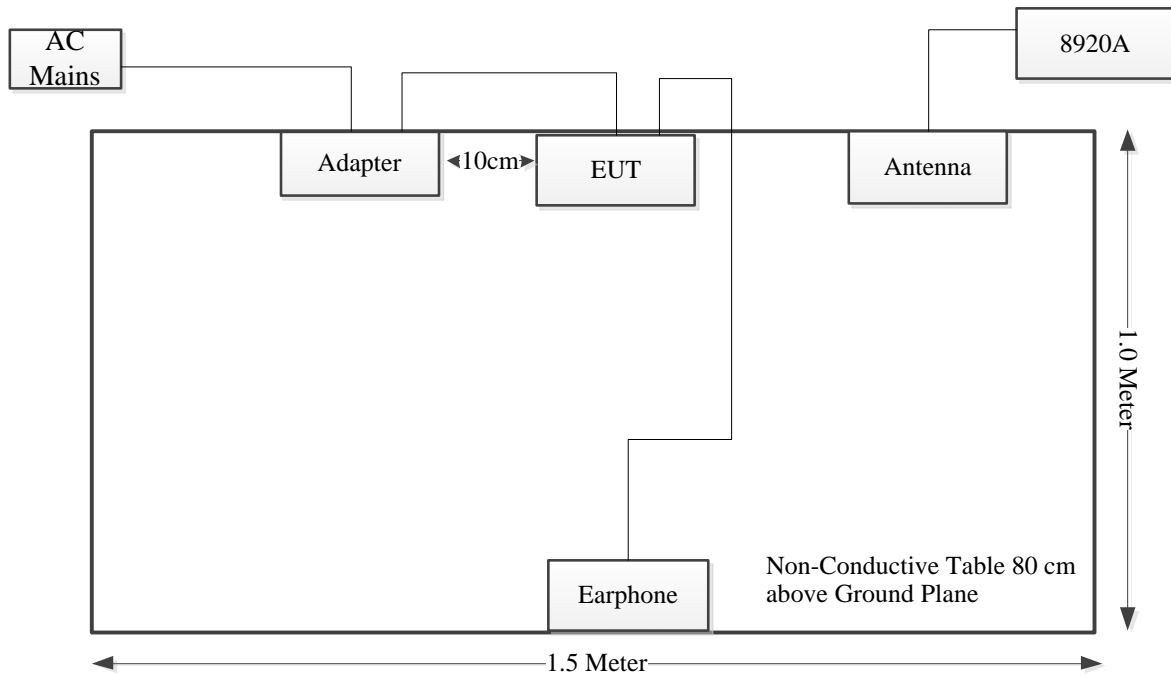 AC
Mains
8920A
Adapter
10cm
EUT
Antenna
1.0 Meter
Earphone
Non-Conductive Table 80 cm
above Ground Plane
1.5 Meter